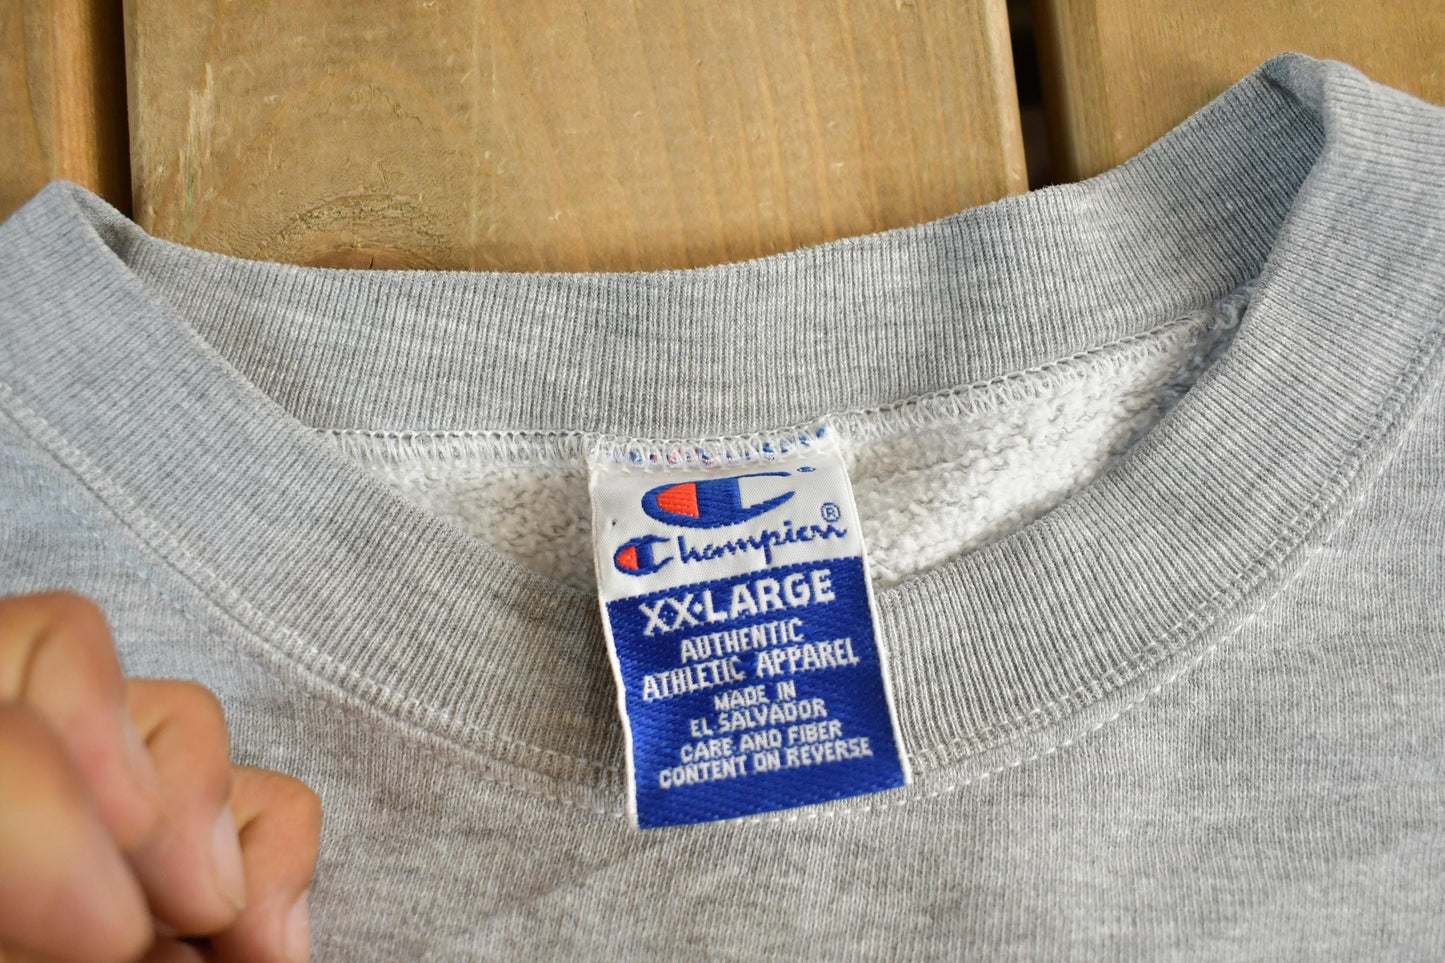 Champion®
XX-LARGE
AUTHENTIC
ATHLETIC APPAREL
MADE IN
EL SALVADOR
CARE AND FIBER
CONTENT ON REVERSE